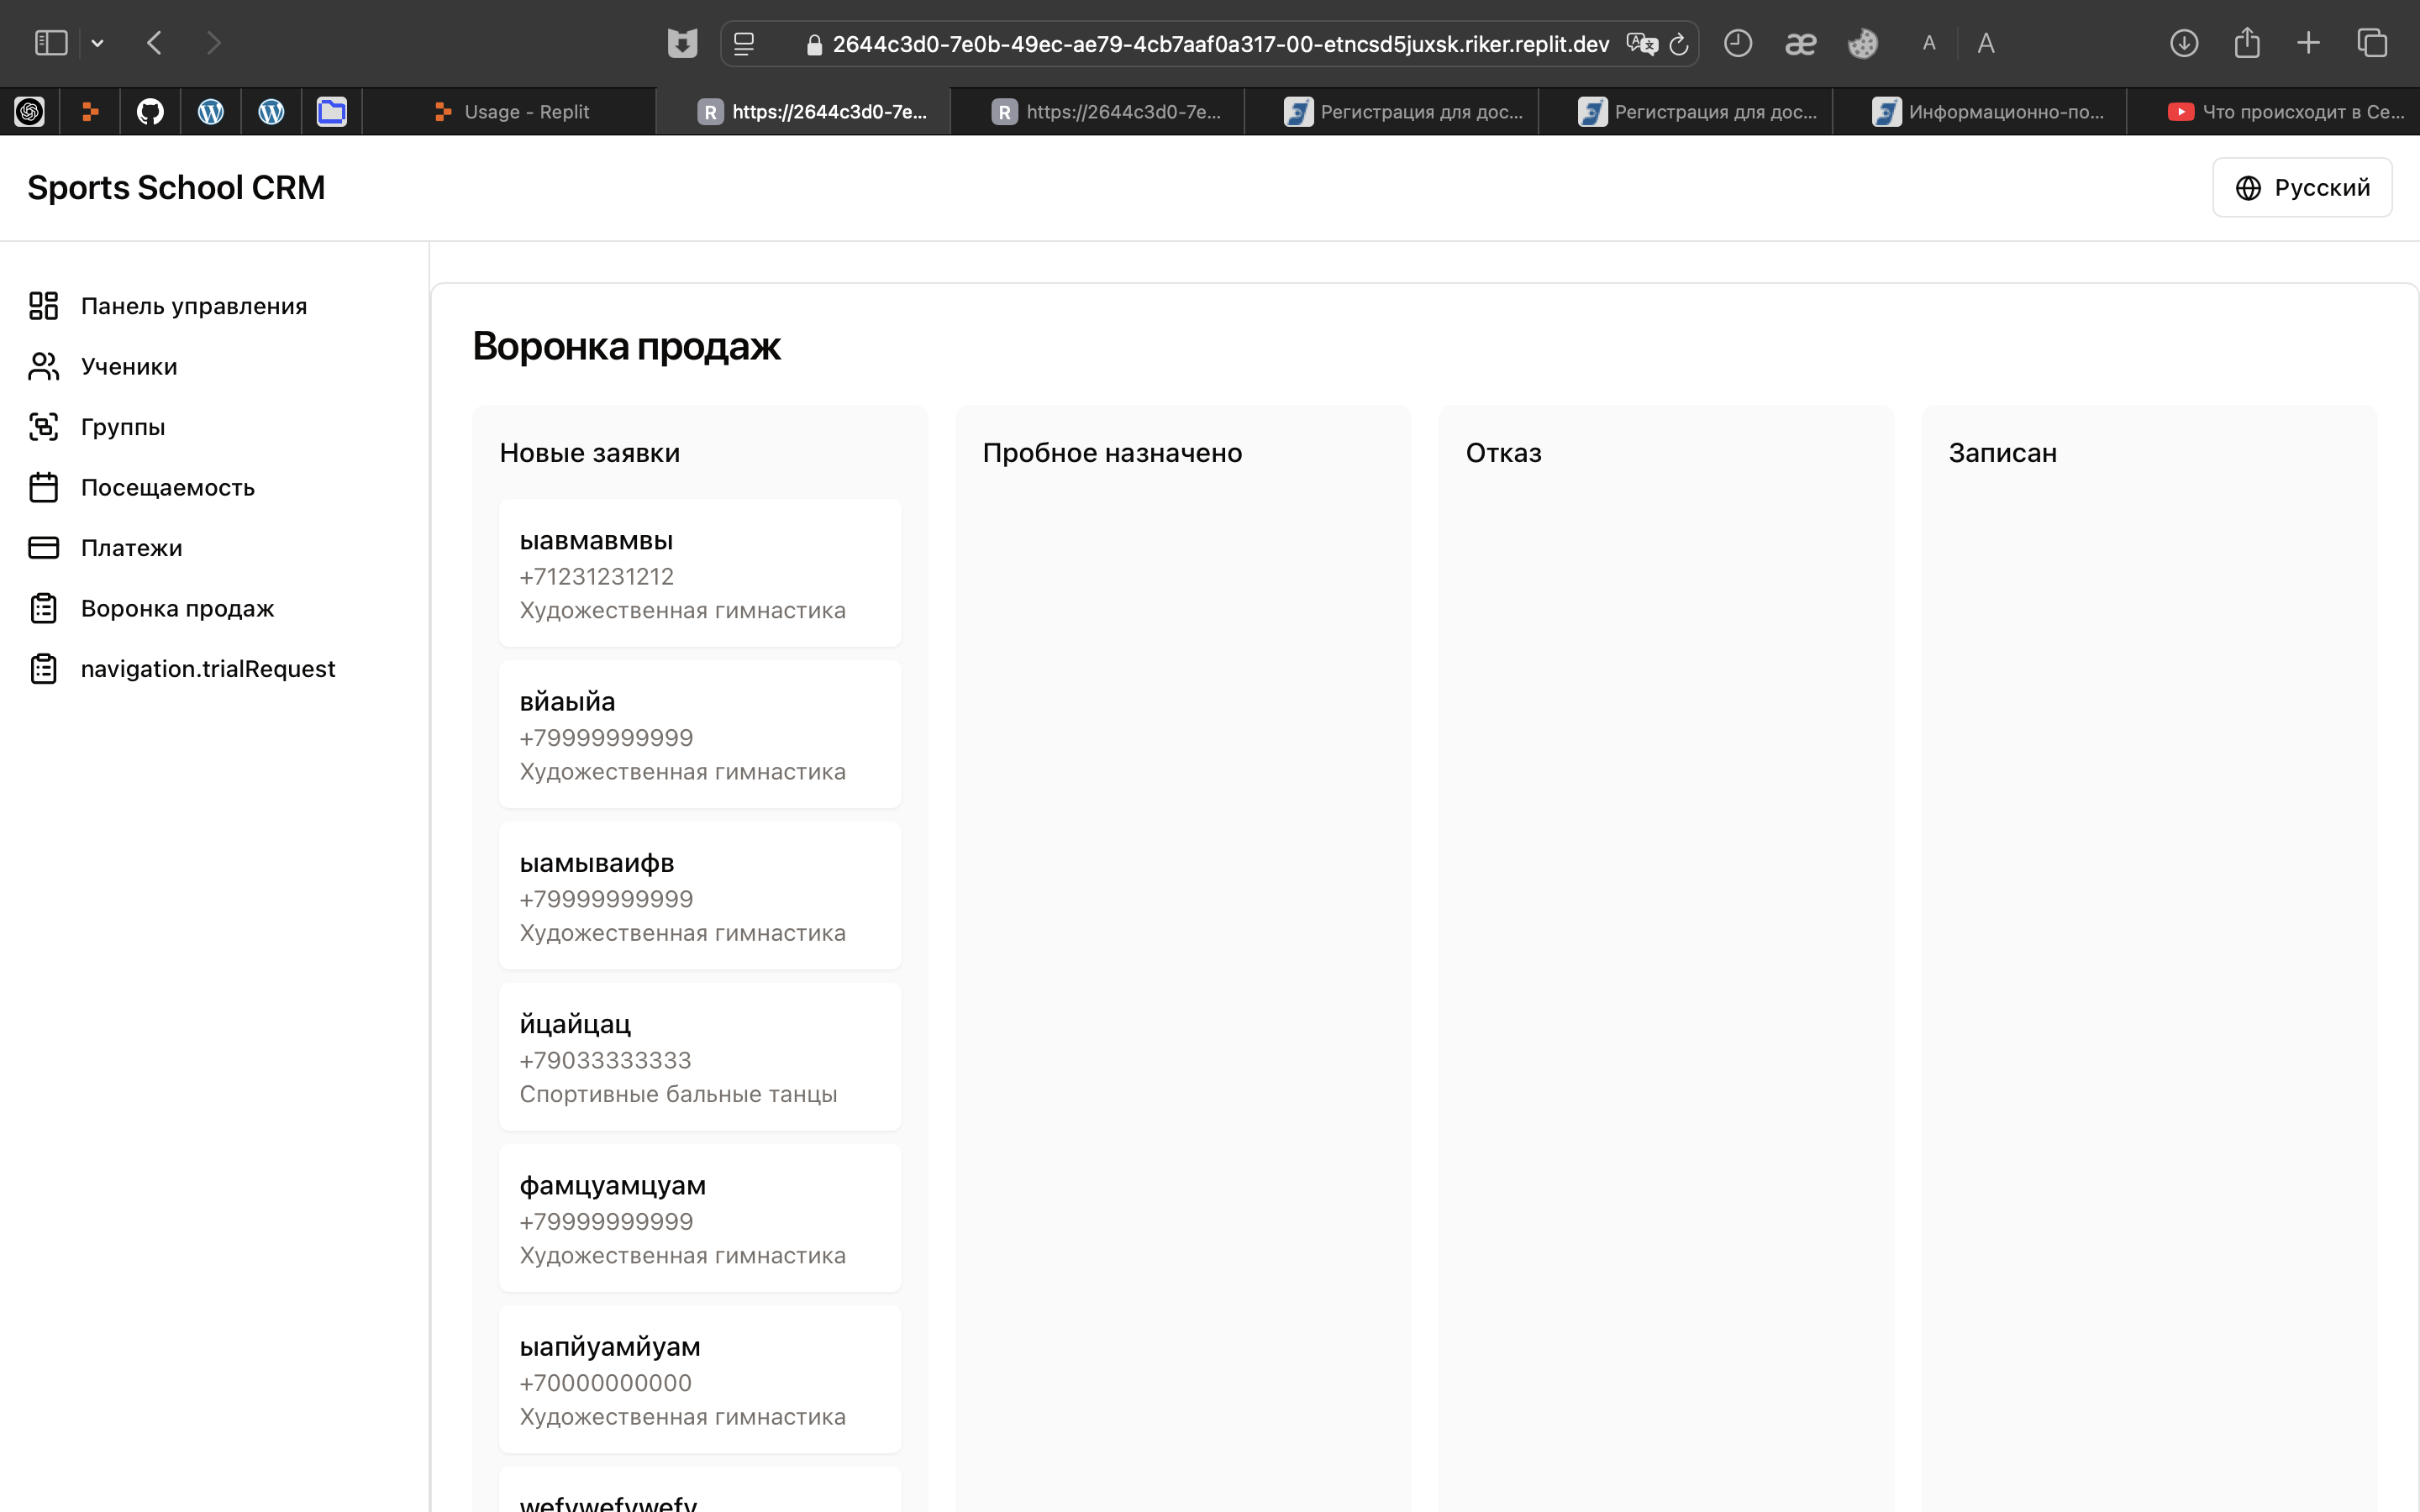 2644c3d0-7e0b-49ec-ae79-4cb7aaf0a317-00-etncsd5juxsk.riker.replit.dev
Usage - Replit
https://2644c3d0-7e...
https://2644c3d0-7e...
Регистрация для дос...
Регистрация для дос...
Информационно-по...
Что происходит в Се...
Sports School CRM
Русский
Панель управления
Ученики
Группы
Посещаемость
Платежи
Воронка продаж
navigation.trialRequest
Воронка продаж
Новые заявки
ыавмавмвы
+71231231212
Художественная гимнастика
вйаыйа
+79999999999
Художественная гимнастика
ыамываифв
+79999999999
Художественная гимнастика
йцайцац
+79033333333
Спортивные бальные танцы
фамцуамцуам
+79999999999
Художественная гимнастика
ыапйуамйуам
+70000000000
Художественная гимнастика
Пробное назначено
Отказ
Записан